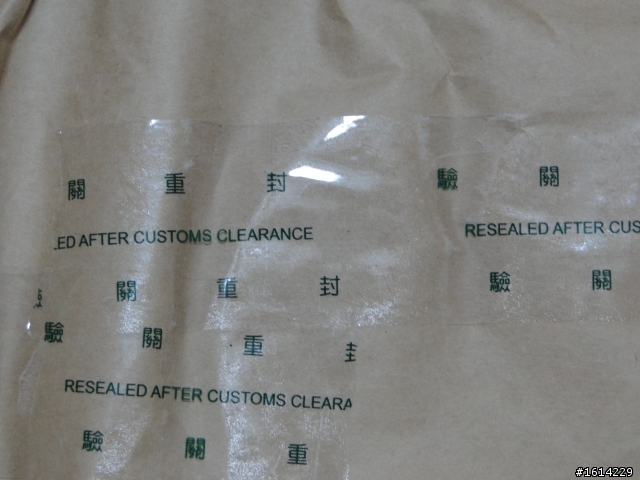 關 重 封 驗 關
ED AFTER CUSTOMS CLEARANCE RESEALED AFTER CUS
關 重 封 驗 關
驗 關 重 封
RESEALED AFTER CUSTOMS CLEARA
驗 關 重
#1614229